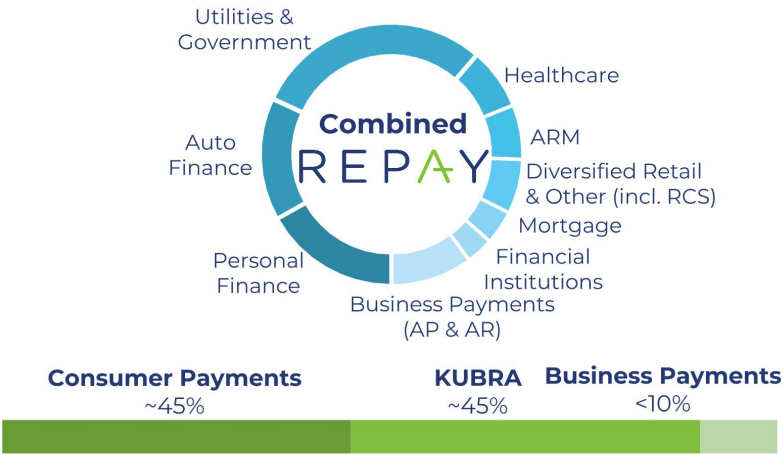 Utilities &
Government
Healthcare
Combined
REPAY
ARM
Auto
Finance
Diversified Retail
& Other (incl. RCS)
Mortgage
Personal
Finance
Financial
Institutions
Business Payments
(AP & AR)
Consumer Payments
~45%
KUBRA
~45%
Business Payments
<10%